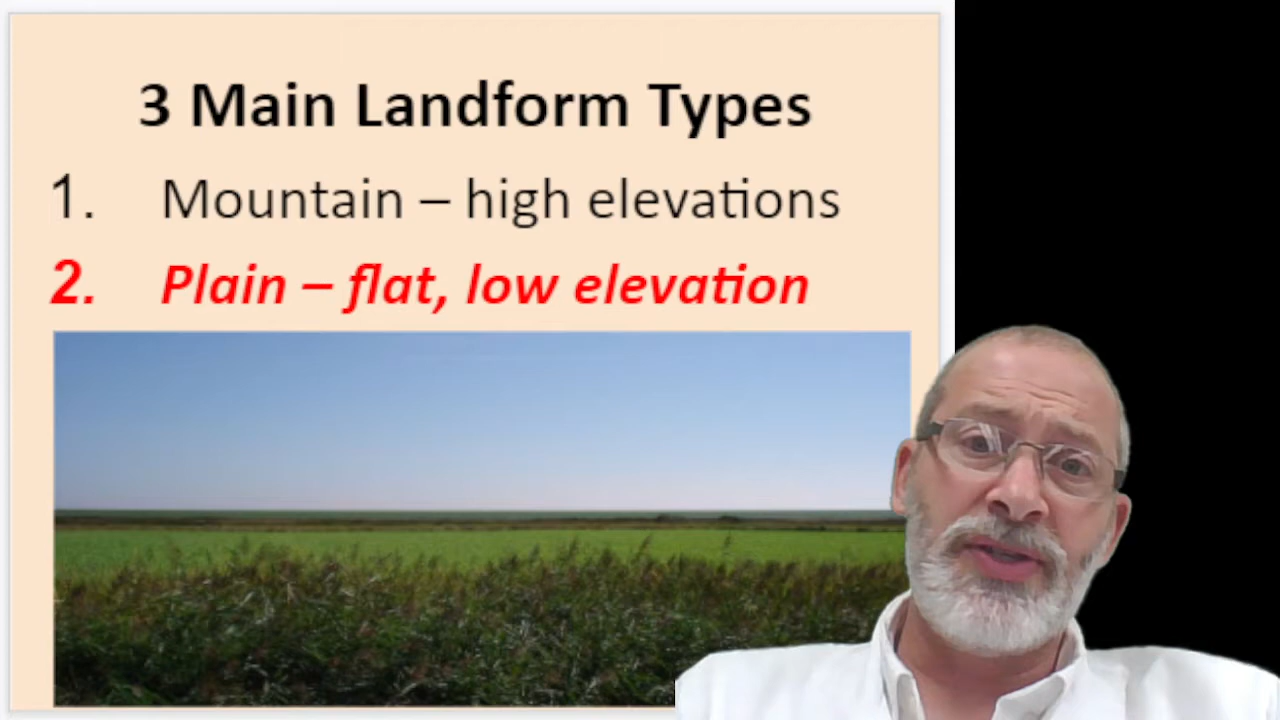 3 Main Landform Types
1. Mountain – high elevations
2. Plain – flat, low elevation